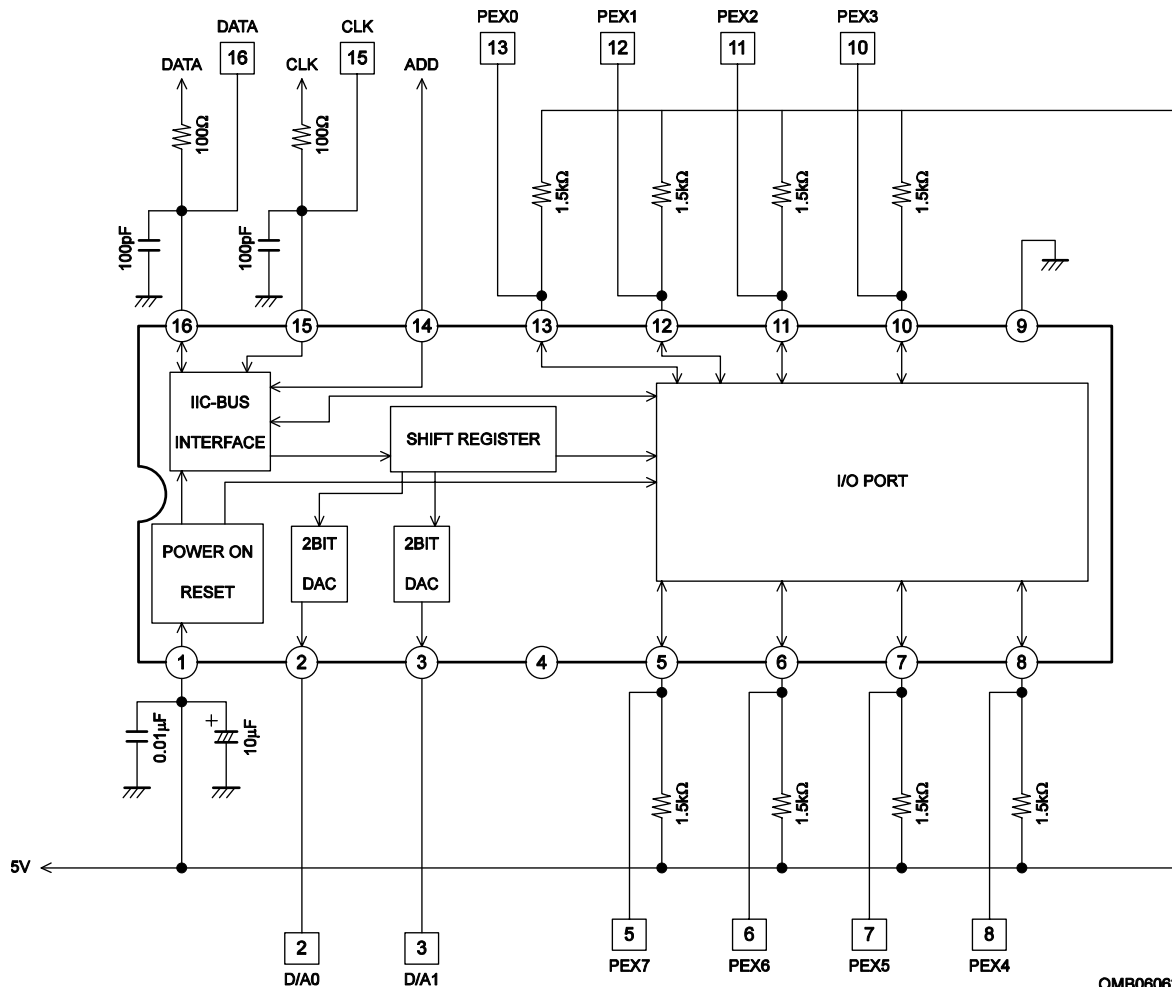 PEX0 PEX1 PEX2 PEX3
DATA CLK
13 12 11 10
16 15
DATA CLK ADD
100Ω 100Ω
1.5kΩ 1.5kΩ 1.5kΩ 1.5kΩ
100pF 100pF
16 15 14 13 12 11 10 9
IIC-BUS
INTERFACE
SHIFT REGISTER
I/O PORT
POWER ON
RESET
2BIT
DAC
2BIT
DAC
1 2 3 4 5 6 7 8
+
0.01μF 10μF
1.5kΩ 1.5kΩ 1.5kΩ 1.5kΩ
5V
2 3 5 6 7 8
D/A0 D/A1 PEX7 PEX6 PEX5 PEX4